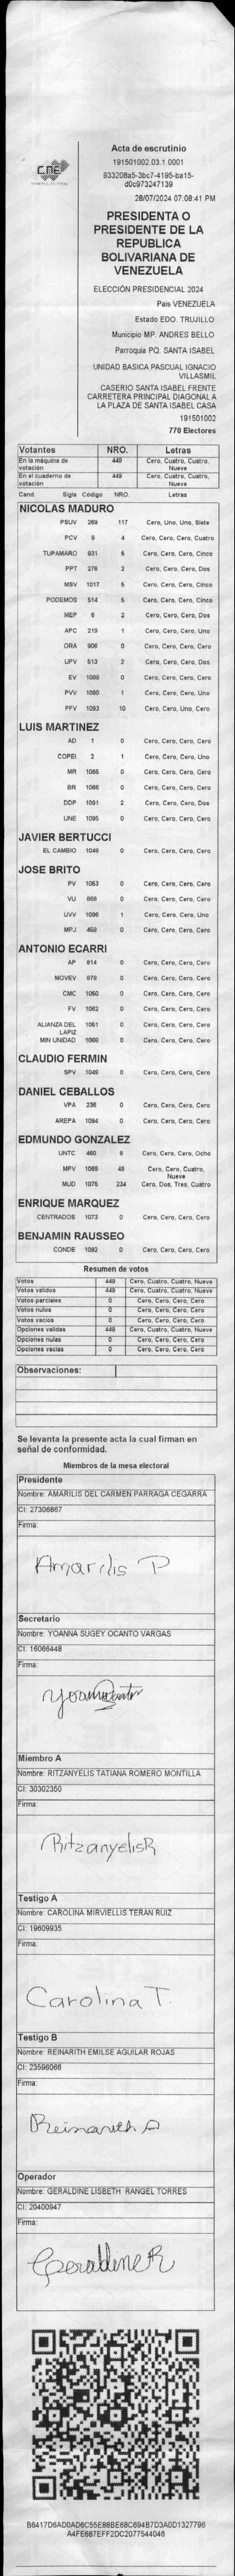 CNE
Acta de escrutinio
191501002.03.1.0001
933208a5-3bc7-4195-ba15-
d0c973247139
28/07/2024 07:08:41 PM
PRESIDENTA O
PRESIDENTE DE LA
REPUBLICA
BOLIVARIANA DE
VENEZUELA
ELECCIÓN PRESIDENCIAL 2024
Pais VENEZUELA
Estado EDO. TRUJILLO
Municipio MP. ANDRES BELLO
Parroquia PQ. SANTA ISABEL
UNIDAD BASICA PASCUAL IGNACIO
VILLASMIL
CASERIO SANTA ISABEL FRENTE
CARRETERA PRINCIPAL DIAGONAL A
LA PLAZA DE SANTA ISABEL CASA
191501002
770 Electores
Votantes NRO. Letras
En la máquina de votación 449 Cero, Cuatro, Cuatro, Nueve
En el cuaderno de votación 449 Cero, Cuatro, Cuatro, Nueve
Cand. Sigla Código NRO. Letras
NICOLAS MADURO
PSUV 269 117 Cero, Uno, Uno, Siete
PCV 9 4 Cero, Cero, Cero, Cuatro
TUPAMARO 931 5 Cero, Cero, Cero, Cinco
PPT 276 2 Cero, Cero, Cero, Dos
MSV 1017 5 Cero, Cero, Cero, Cinco
PODEMOS 514 5 Cero, Cero, Cero, Cinco
MEP 6 2 Cero, Cero, Cero, Dos
APC 219 1 Cero, Cero, Cero, Uno
ORA 906 0 Cero, Cero, Cero, Cero
UPV 513 2 Cero, Cero, Cero, Dos
EV 1089 0 Cero, Cero, Cero, Cero
PVV 1090 1 Cero, Cero, Cero, Uno
PFV 1093 10 Cero, Cero, Uno, Cero
LUIS MARTINEZ
AD 1 0 Cero, Cero, Cero, Cero
COPEI 2 1 Cero, Cero, Cero, Uno
MR 1065 0 Cero, Cero, Cero, Cero
BR 1066 0 Cero, Cero, Cero, Cero
DDP 1091 2 Cero, Cero, Cero, Dos
UNE 1095 0 Cero, Cero, Cero, Cero
JAVIER BERTUCCI
EL CAMBIO 1048 0 Cero, Cero, Cero, Cero
JOSE BRITO
PV 1053 0 Cero, Cero, Cero, Cero
VU 868 0 Cero, Cero, Cero, Cero
UVV 1096 1 Cero, Cero, Cero, Uno
MPJ 459 0 Cero, Cero, Cero, Cero
ANTONIO ECARRI
AP 914 0 Cero, Cero, Cero, Cero
MOVEV 878 0 Cero, Cero, Cero, Cero
CMC 1050 0 Cero, Cero, Cero, Cero
FV 1062 0 Cero, Cero, Cero, Cero
ALIANZA DEL LAPIZ 1051 0 Cero, Cero, Cero, Cero
MIN UNIDAD 1068 0 Cero, Cero, Cero, Cero
CLAUDIO FERMIN
SPV 1049 0 Cero, Cero, Cero, Cero
DANIEL CEBALLOS
VPA 236 0 Cero, Cero, Cero, Cero
AREPA 1094 0 Cero, Cero, Cero, Cero
EDMUNDO GONZALEZ
UNTC 460 8 Cero, Cero, Cero, Ocho
MPV 1069 49 Cero, Cero, Cuatro, Nueve
MUD 1075 234 Cero, Dos, Tres, Cuatro
ENRIQUE MARQUEZ
CENTRADOS 1073 0 Cero, Cero, Cero, Cero
BENJAMIN RAUSSEO
CONDE 1092 0 Cero, Cero, Cero, Cero
Resumen de votos
Votos 449 Cero, Cuatro, Cuatro, Nueve
Votos validos 449 Cero, Cuatro, Cuatro, Nueve
Votos parciales 0 Cero, Cero, Cero, Cero
Votos nulos 0 Cero, Cero, Cero, Cero
Votos vacios 0 Cero, Cero, Cero, Cero
Opciones validas 449 Cero, Cuatro, Cuatro, Nueve
Opciones nulas 0 Cero, Cero, Cero, Cero
Opciones vacias 0 Cero, Cero, Cero, Cero
Observaciones:
Se levanta la presente acta la cual firman en
señal de conformidad.
Miembros de la mesa electoral
Presidente
Nombre: AMARILIS DEL CARMEN PARRAGA CEGARRA
CI: 27306867
Firma:
Amarilis P
Secretario
Nombre: YOANNA SUGEY OCANTO VARGAS
CI: 16066448
Firma:
Miembro A
Nombre: RITZANYELIS TATIANA ROMERO MONTILLA
CI: 30302350
Firma:
RitzanyelisR
Testigo A
Nombre: CAROLINA MIRVIELLIS TERAN RUIZ
CI: 19609935
Firma:
Carolina T.
Testigo B
Nombre: REINARITH EMILSE AGUILAR ROJAS
CI: 23596066
Firma:
Reinarith A
Operador
Nombre: GERALDINE LISBETH RANGEL TORRES
CI: 20400947
Firma:
Geraldine R
B6417D6AD0AD6C55E88BE68C694B7D3A0D1327796
A4FE687EFF2DC2077544046